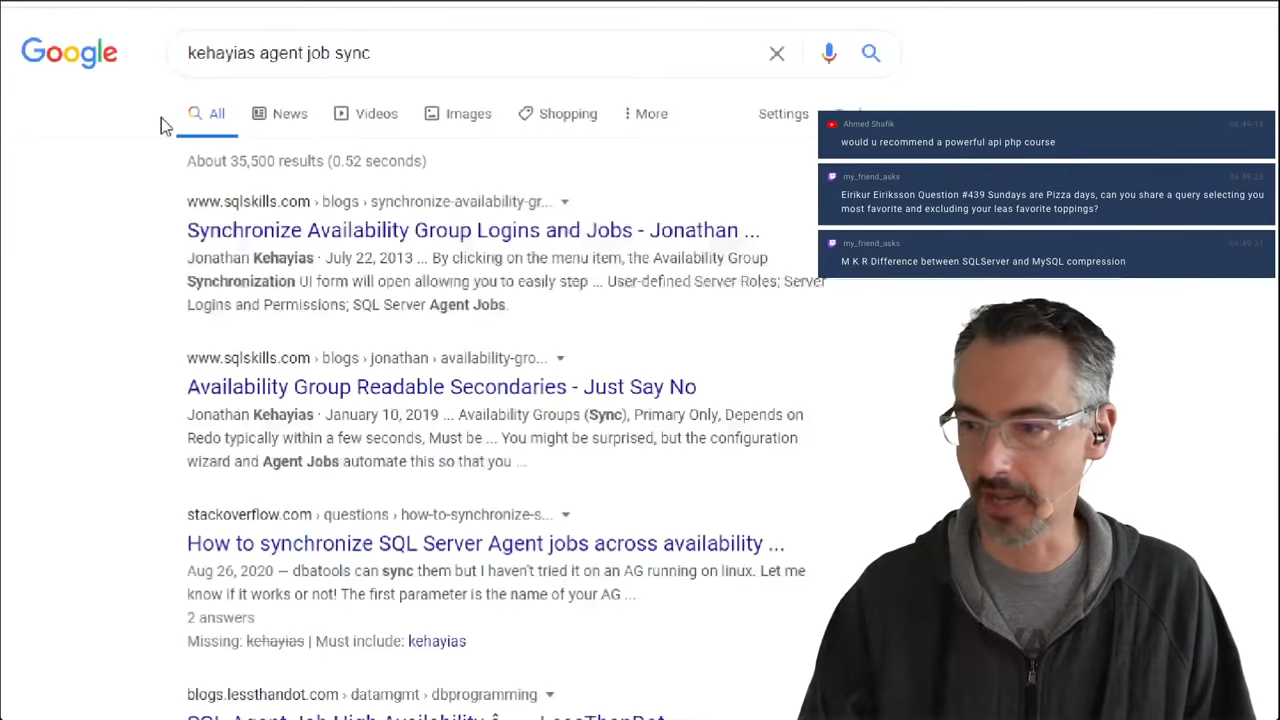 Google
kehayias agent job sync
All
News
Videos
Images
Shopping
More
Settings
About 35,500 results (0.52 seconds)
www.sqlskills.com › blogs › synchronize-availability-gr...
Synchronize Availability Group Logins and Jobs - Jonathan ...
Jonathan Kehayias · July 22, 2013 ... By clicking on the menu item, the Availability Group
Synchronization UI form will open allowing you to easily step ... User-defined Server Roles; Server
Logins and Permissions; SQL Server Agent Jobs.
www.sqlskills.com › blogs › jonathan › availability-gro...
Availability Group Readable Secondaries - Just Say No
Jonathan Kehayias · January 10, 2019 ... Availability Groups (Sync), Primary Only, Depends on
Redo typically within a few seconds, Must be ... You might be surprised, but the configuration
wizard and Agent Jobs automate this so that you ...
stackoverflow.com › questions › how-to-synchronize-s...
How to synchronize SQL Server Agent jobs across availability ...
Aug 26, 2020 — dbatools can sync them but I haven't tried it on an AG running on linux. Let me
know if it works or not! The first parameter is the name of your AG ...
2 answers
Missing: kehayias | Must include: kehayias
blogs.lessthandot.com › datamgmt › dbprogramming
Ahmed Shafik 06:49.18
would u recommend a powerful api php course
my_friend_asks 06:49.25
Eirikur Eiriksson Question #439 Sundays are Pizza days, can you share a query selecting you
most favorite and excluding your leas favorite toppings?
my_friend_asks
M K R Difference between SQLServer and MySQL compression